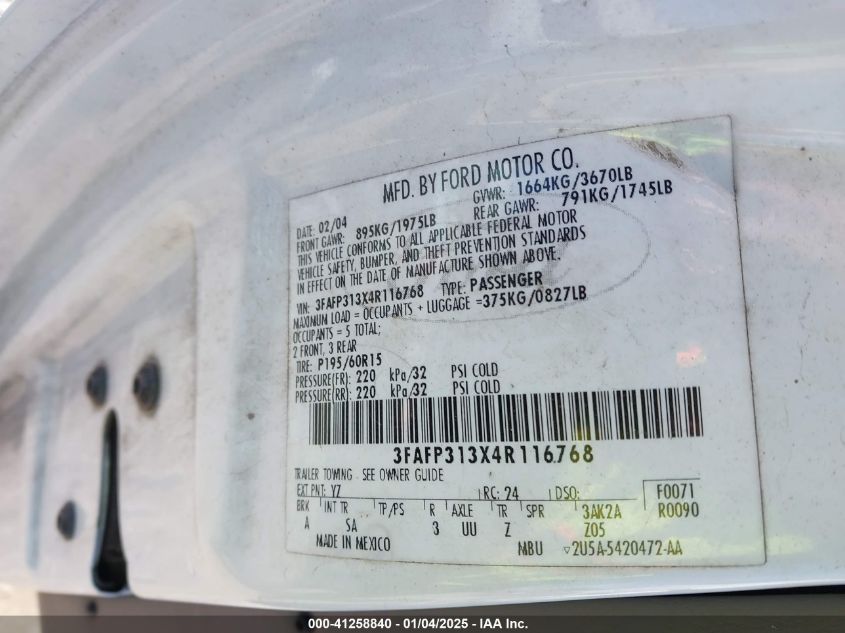 MFD. BY FORD MOTOR CO.
DATE: 02/04 GVWR: 1664KG/3670LB
FRONT GAWR: 895KG/1975LB REAR GAWR: 791KG/1745LB
THIS VEHICLE CONFORMS TO ALL APPLICABLE FEDERAL MOTOR
VEHICLE SAFETY, BUMPER, AND THEFT PREVENTION STANDARDS
IN EFFECT ON THE DATE OF MANUFACTURE SHOWN ABOVE.
VIN: 3FAFP313X4R116768 TYPE: PASSENGER
MAXIMUM LOAD = OCCUPANTS + LUGGAGE =375KG/0827LB
OCCUPANTS = 5 TOTAL;
2 FRONT, 3 REAR
TIRE: P195/60R15
PRESSURE(FR): 220 kPa/32 PSI COLD
PRESSURE(RR): 220 kPa/32 PSI COLD
3FAFP313X4R116768
TRAILER TOWING - SEE OWNER GUIDE
EXT PNT: YZ RC: 24 DSO: F0071
BRK INT TR TP/PS R AXLE TR SPR 3AK2A R0090
A SA 3 UU Z Z05
MADE IN MEXICO MBU ▽2U5A-5420472-AA
000-41258840 - 01/04/2025 - IAA Inc.